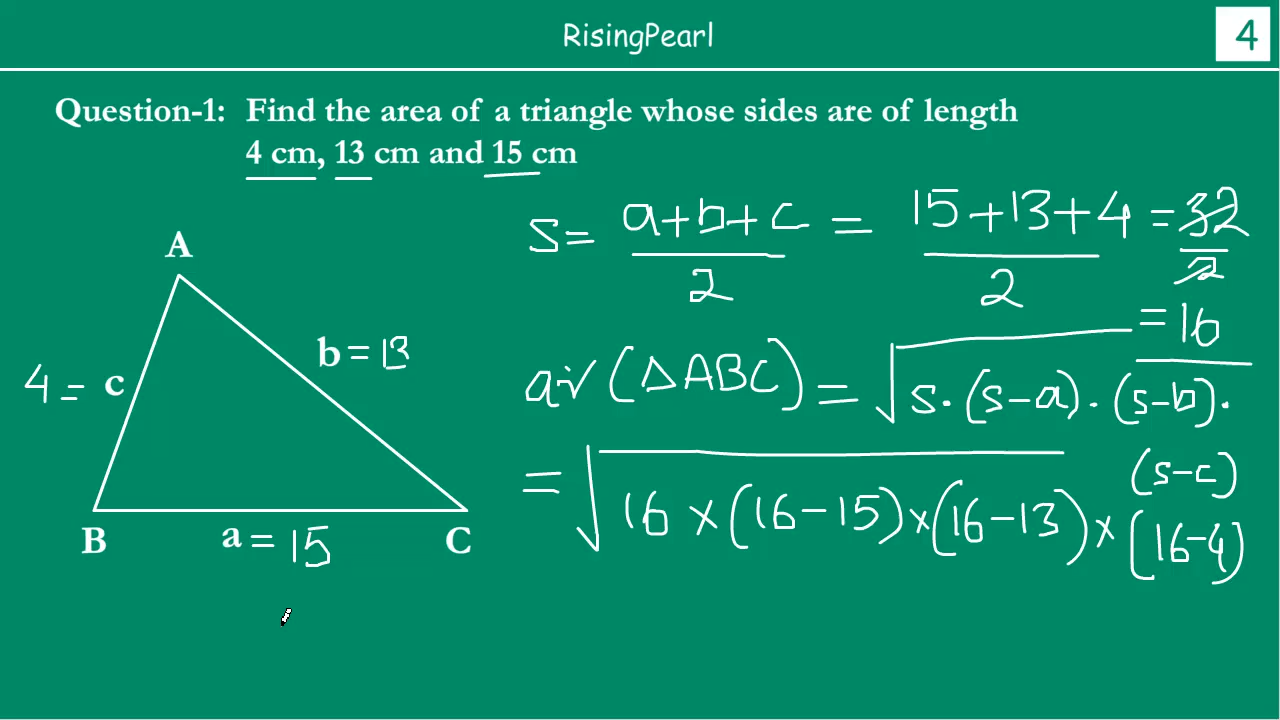 RisingPearl
4
Question-1: Find the area of a triangle whose sides are of length
4 cm, 13 cm and 15 cm
s = a+b+c / 2 = 15+13+4 / 2 = 32 / 2
= 16
A
b = 13
4 = c
ar (△ABC) = √s·(s-a)·(s-b)·
(s-c)
= √16 × (16-15) × (16-13) × (16-4)
B
a = 15
C